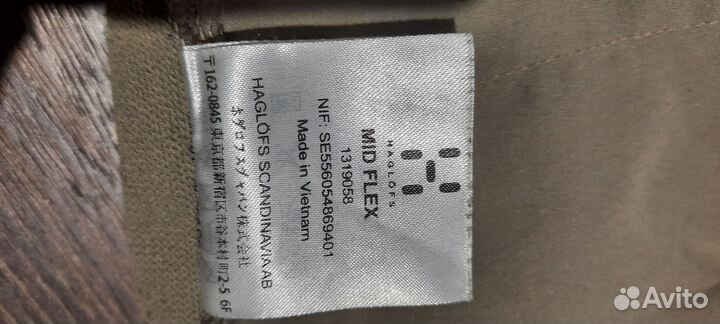 HAGLÖFS
MID FLEX
1319058
NIF: SE556054869401
Made in Vietnam
HAGLÖFS SCANDINAVIA AB
ホグロフスジャパン株式会社
〒162-0845 東京都新宿区市谷本村町2-5 6F
Avito